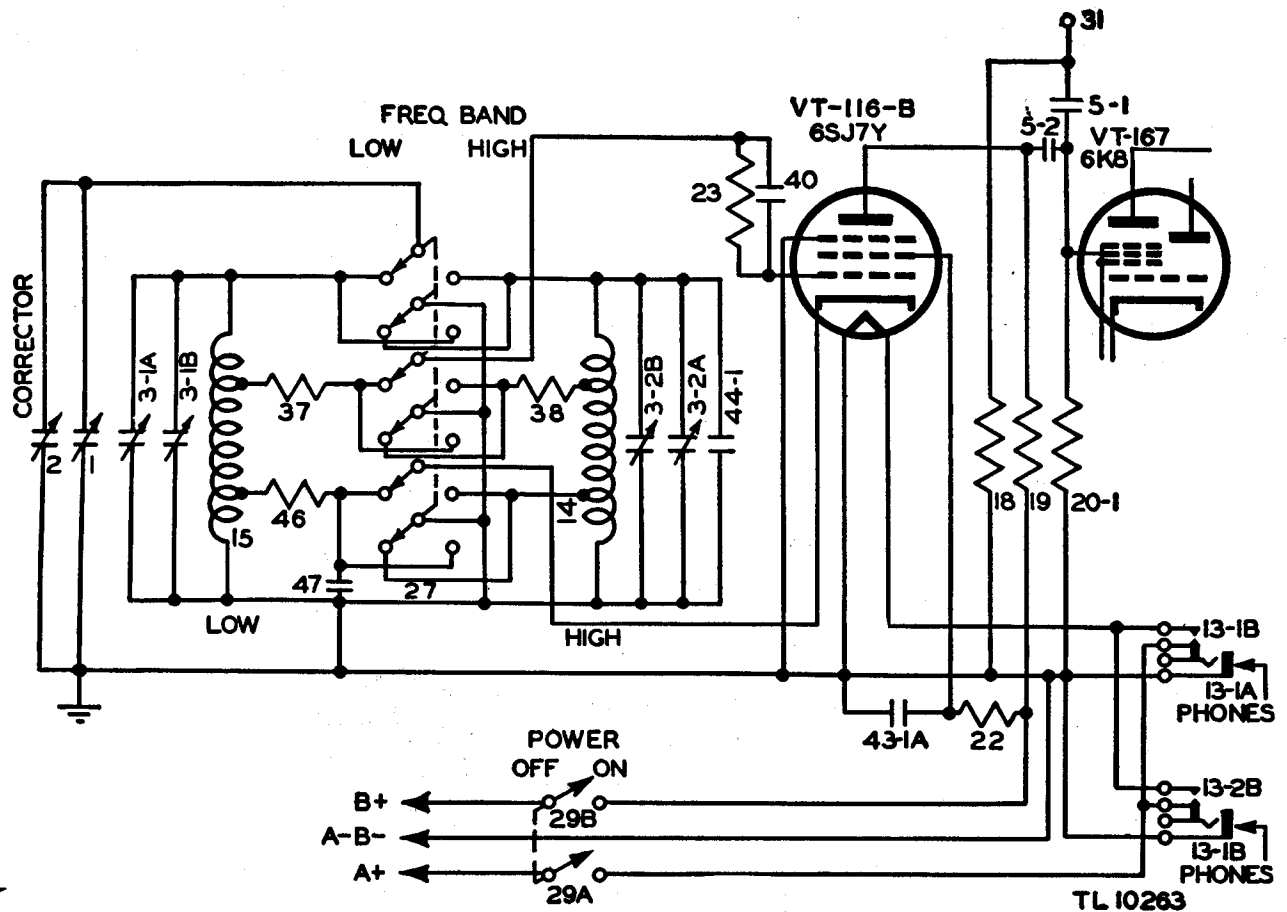 31
FREQ. BAND
LOW HIGH
VT-116-B
6SJ7Y
5-1
5-2
VT-167
6K8
23
40
CORRECTOR
3-1A
3-1B
37
38
3-2B
3-2A
44-1
2
1
46
15
14
18
19
20-1
47
27
LOW
HIGH
13-1B
13-1A
PHONES
43-1A
22
POWER
OFF ON
B+
29B
A-B-
A+
29A
13-2B
13-1B
PHONES
TL 10263